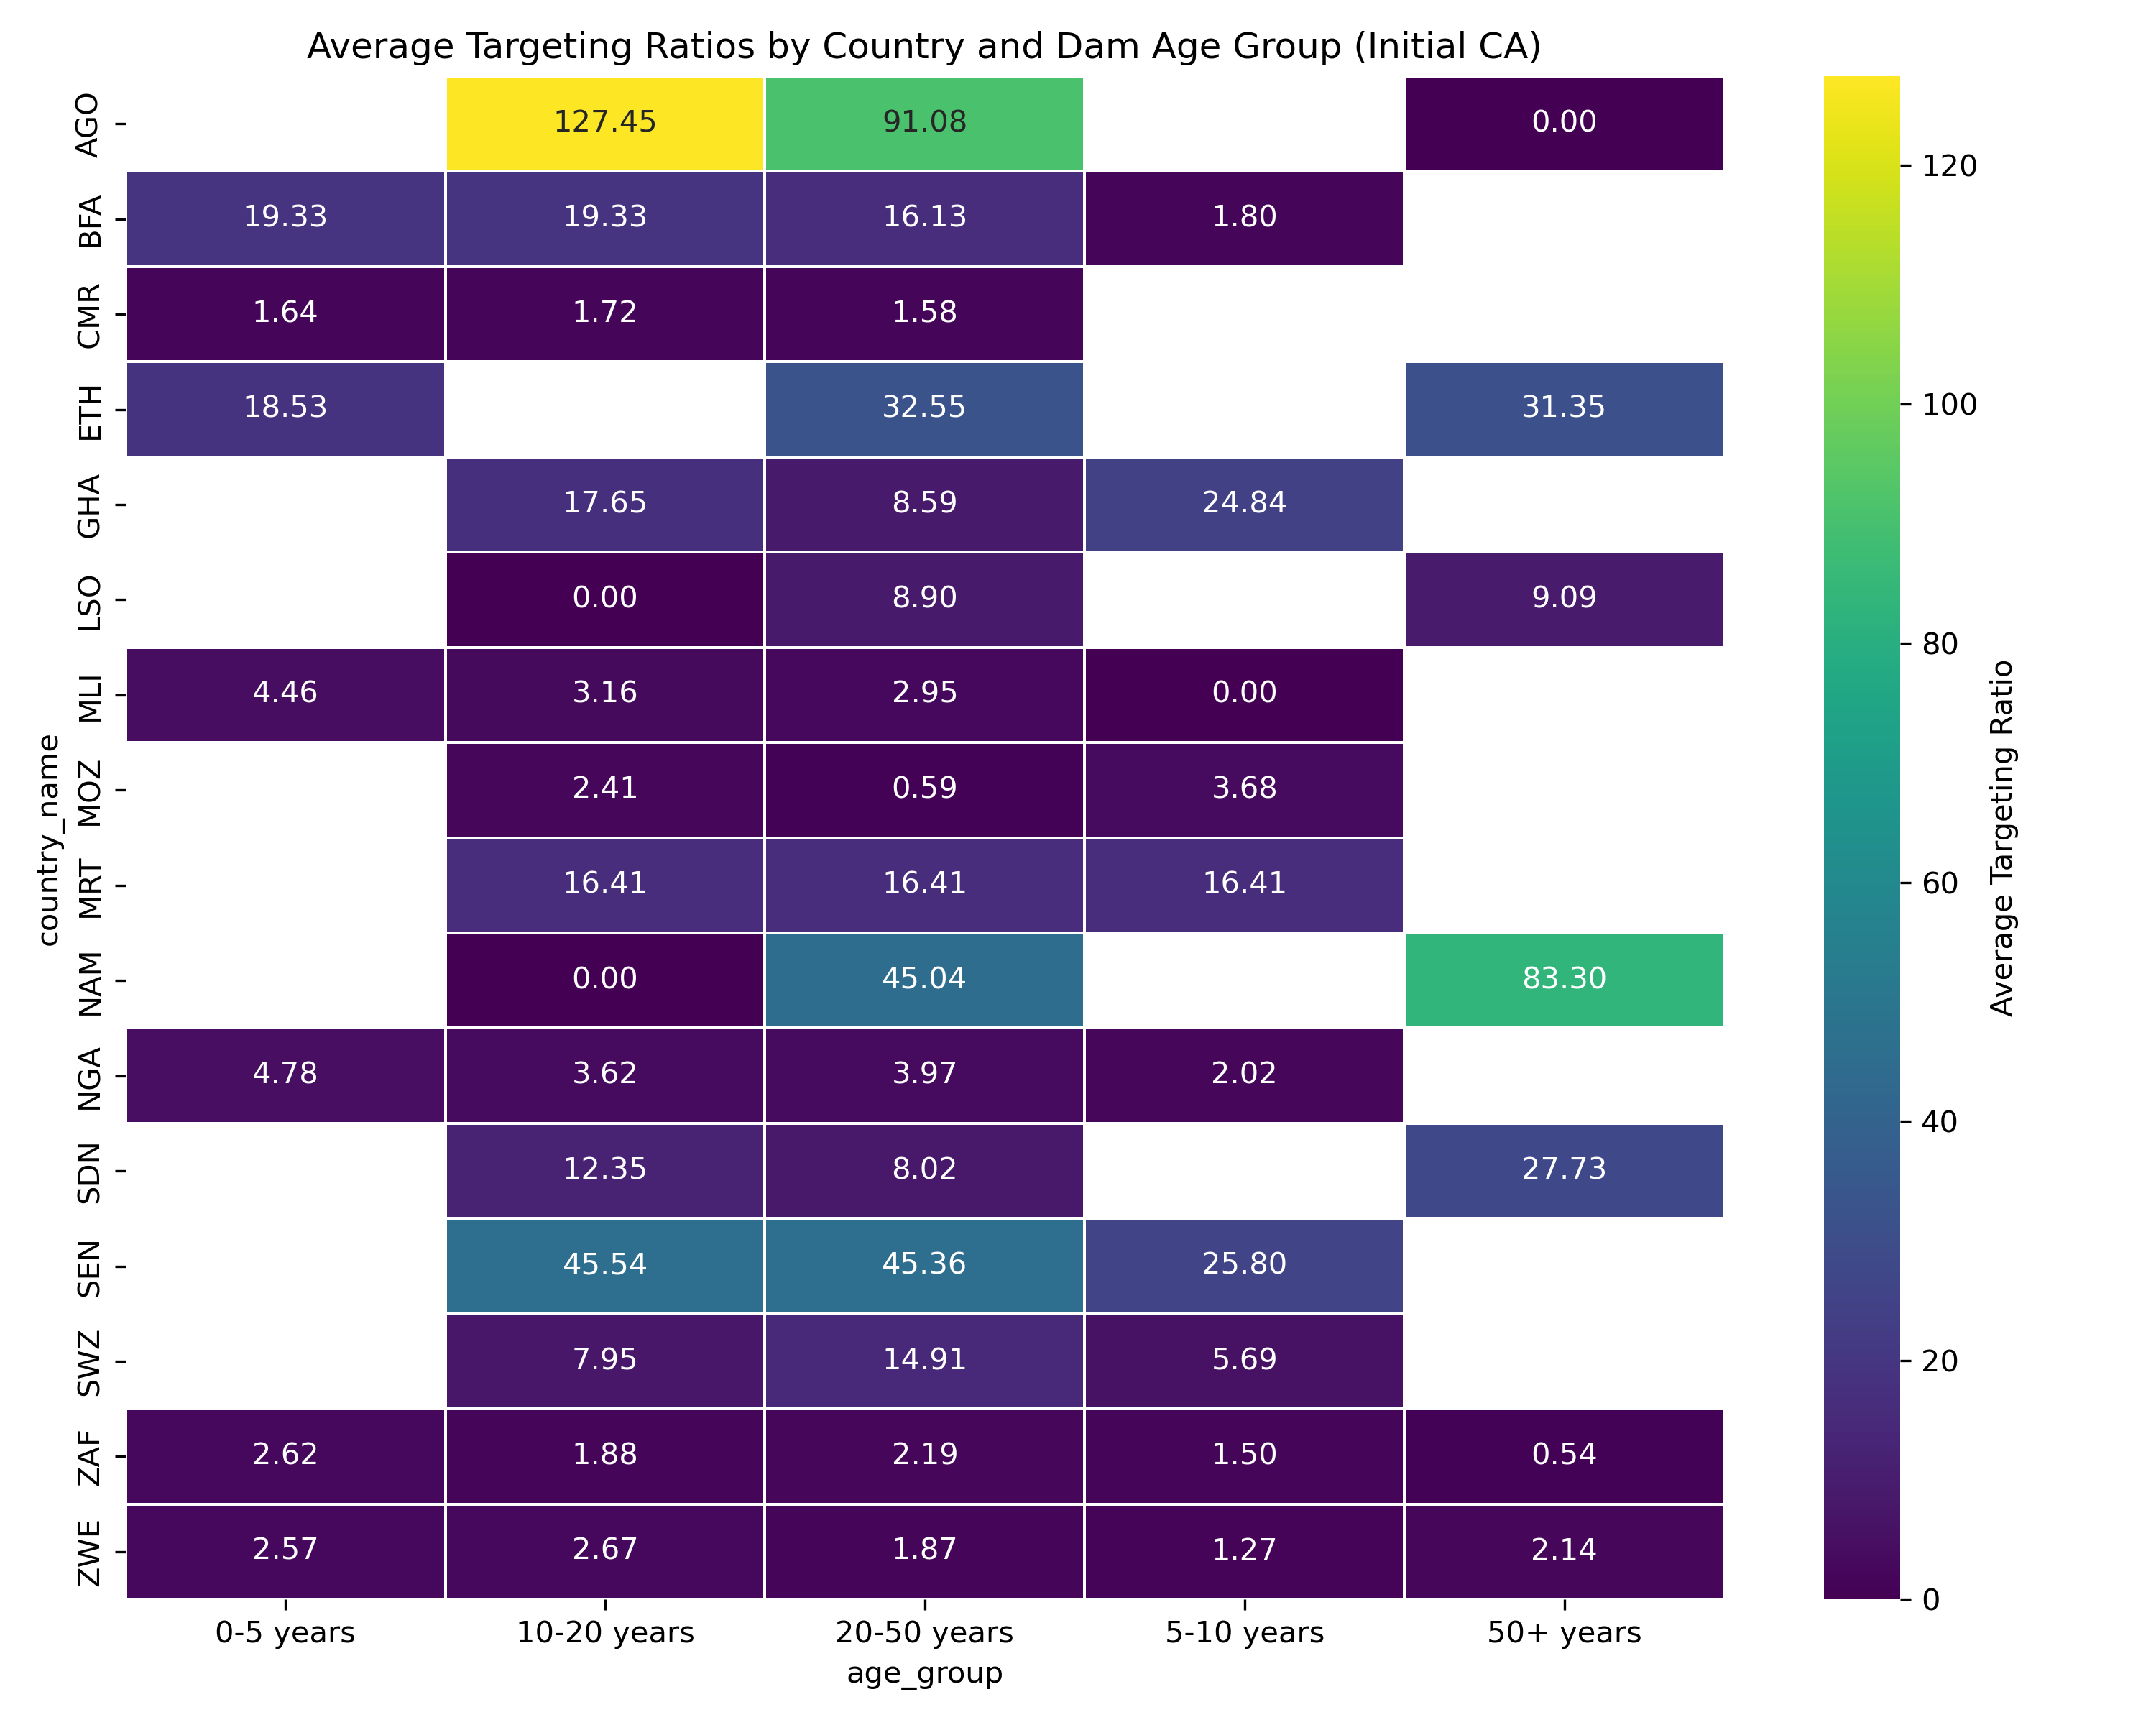 Average Targeting Ratios by Country and Dam Age Group (Initial CA)
country_name
AGO 127.45 91.08 0.00
BFA 19.33 19.33 16.13 1.80
CMR 1.64 1.72 1.58
ETH 18.53 32.55 31.35
GHA 17.65 8.59 24.84
LSO 0.00 8.90 9.09
MLI 4.46 3.16 2.95 0.00
MOZ 2.41 0.59 3.68
MRT 16.41 16.41 16.41
NAM 0.00 45.04 83.30
NGA 4.78 3.62 3.97 2.02
SDN 12.35 8.02 27.73
SEN 45.54 45.36 25.80
SWZ 7.95 14.91 5.69
ZAF 2.62 1.88 2.19 1.50 0.54
ZWE 2.57 2.67 1.87 1.27 2.14
0-5 years 10-20 years 20-50 years 5-10 years 50+ years
age_group
120
100
80
60
40
20
0
Average Targeting Ratio